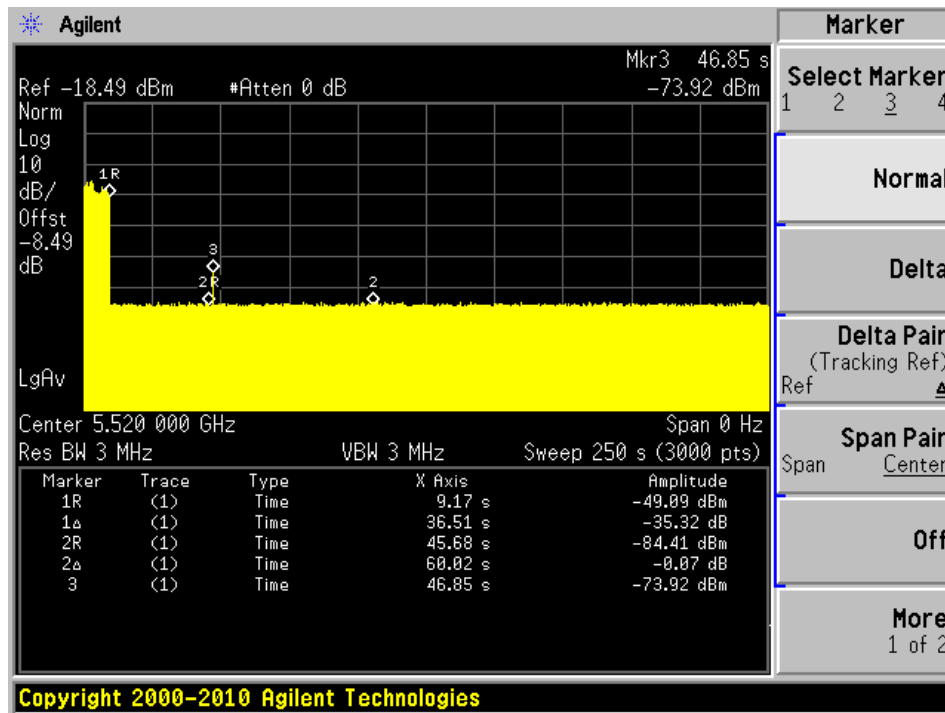 Agilent
Marker
Mkr3 46.85 s
Ref -18.49 dBm #Atten 0 dB -73.92 dBm
Norm
Log
10
dB/
Offst
-8.49
dB
LgAv
1R
3
2R
2
Center 5.520 000 GHz Span 0 Hz
Res BW 3 MHz VBW 3 MHz Sweep 250 s (3000 pts)
Marker Trace Type X Axis Amplitude
1R (1) Time 9.17 s -49.09 dBm
1Δ (1) Time 36.51 s -35.32 dB
2R (1) Time 45.68 s -84.41 dBm
2Δ (1) Time 60.02 s -0.07 dB
3 (1) Time 46.85 s -73.92 dBm
Select Marker
1 2 3 4
Normal
Delta
Delta Pair
(Tracking Ref)
Ref Δ
Span Pair
Span Center
Off
More
1 of 2
Copyright 2000-2010 Agilent Technologies